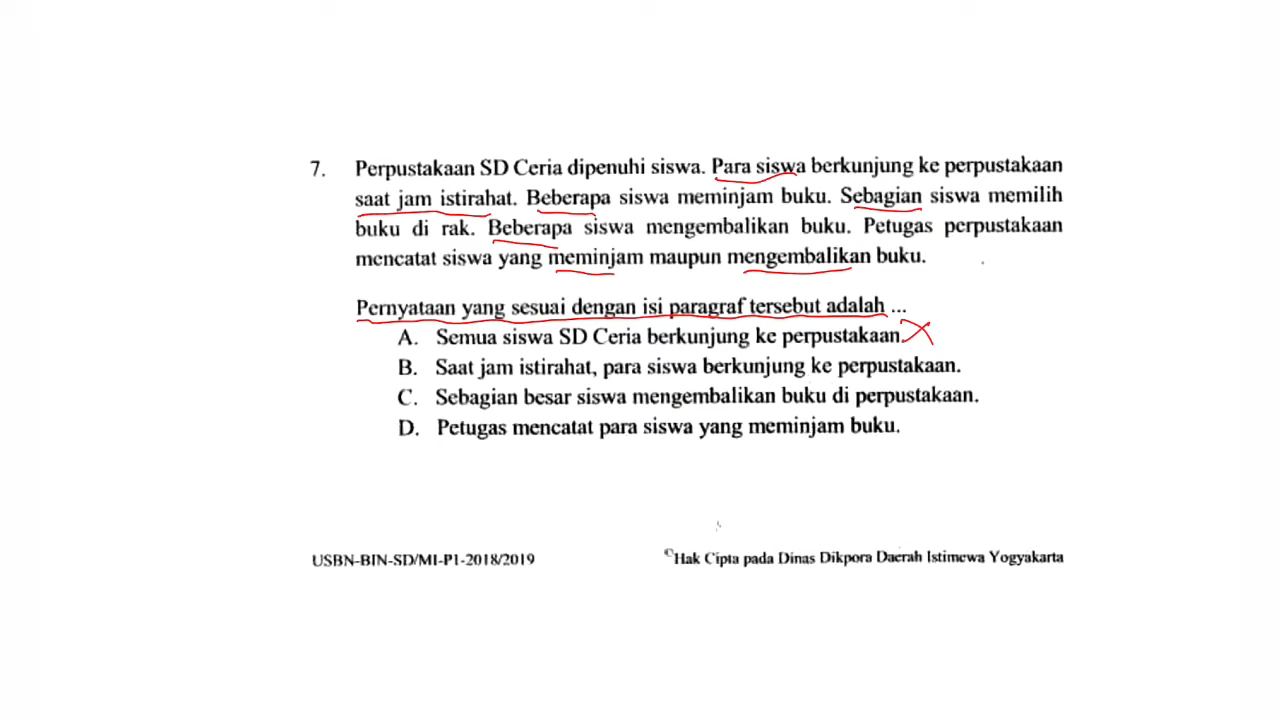 7. Perpustakaan SD Ceria dipenuhi siswa. Para siswa berkunjung ke perpustakaan
saat jam istirahat. Beberapa siswa meminjam buku. Sebagian siswa memilih
buku di rak. Beberapa siswa mengembalikan buku. Petugas perpustakaan
mencatat siswa yang meminjam maupun mengembalikan buku.
Pernyataan yang sesuai dengan isi paragraf tersebut adalah ...
A. Semua siswa SD Ceria berkunjung ke perpustakaan.
B. Saat jam istirahat, para siswa berkunjung ke perpustakaan.
C. Sebagian besar siswa mengembalikan buku di perpustakaan.
D. Petugas mencatat para siswa yang meminjam buku.
USBN-BIN-SD/MI-P1-2018/2019
©Hak Cipta pada Dinas Dikpora Daerah Istimewa Yogyakarta